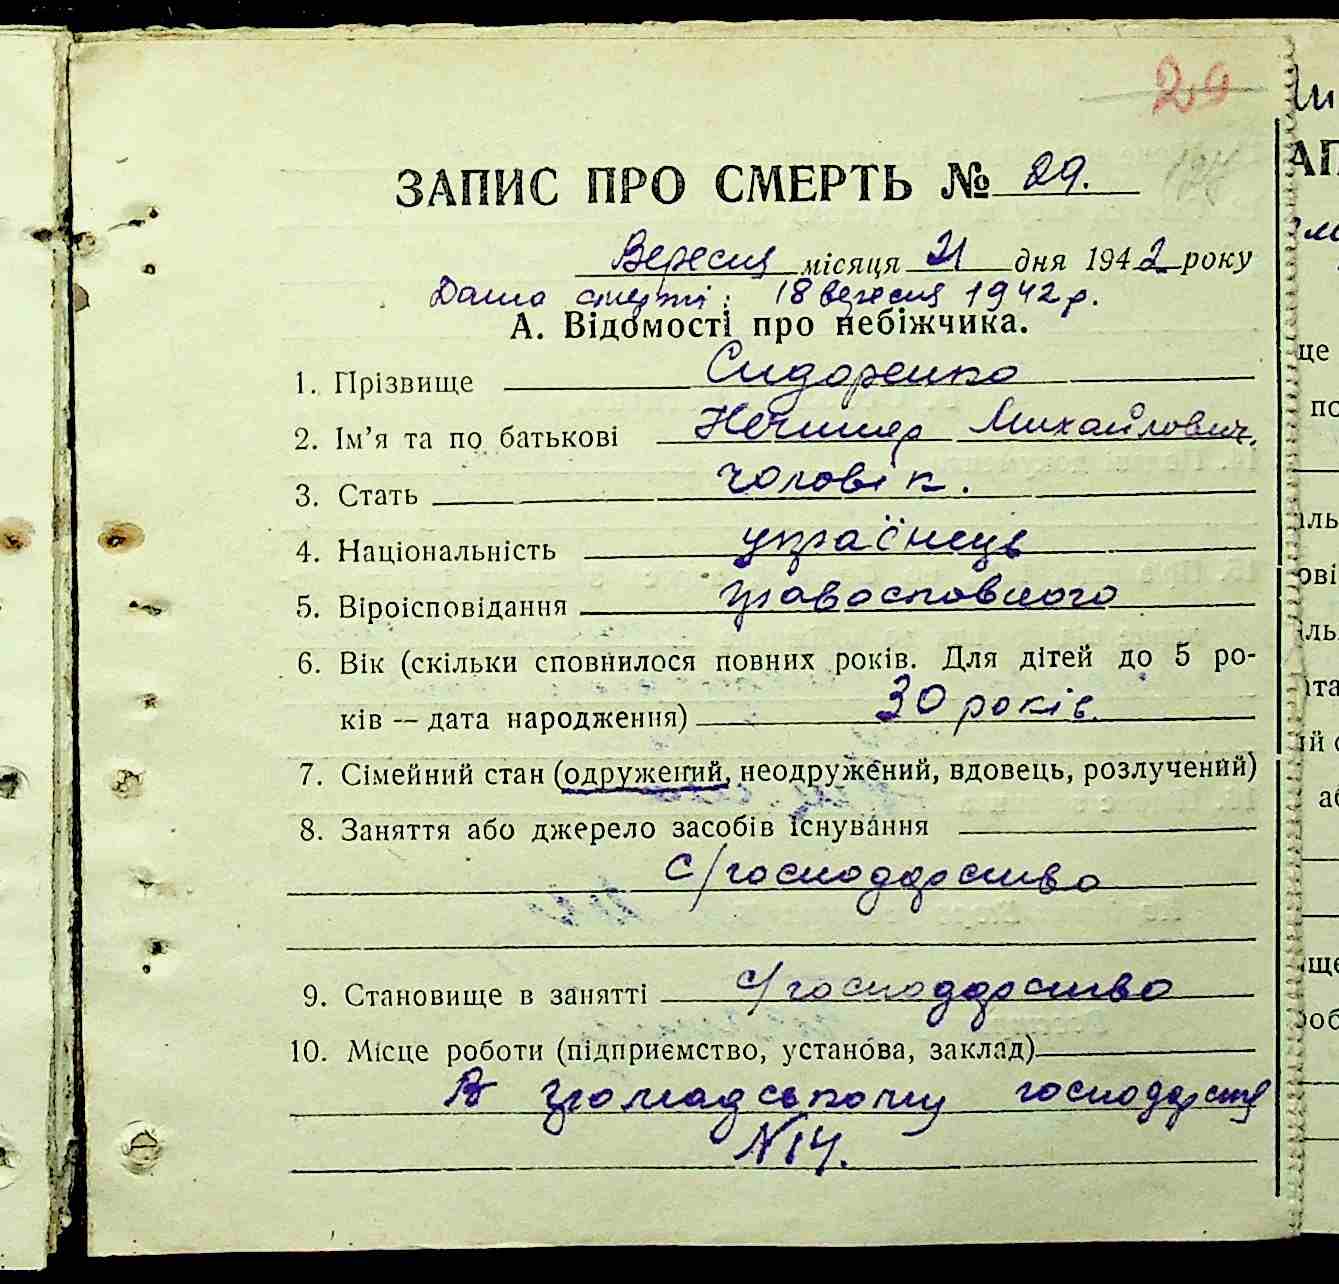 29
ЗАПИС ПРО СМЕРТЬ № 29.
Вересня місяця 21 дня 1942 року
Дата смерті: 18 вересня 1942 р.
А. Відомості про небіжчика.
1. Прізвище Сидоренко
2. Ім’я та по батькові Михайлович.
3. Стать чоловік.
4. Національність українець
5. Віроісповідання православного
6. Вік (скільки сповнилося повних років. Для дітей до 5 ро-
ків — дата народження) 30 років.
7. Сімейний стан (одружений, неодружений, вдовець, розлучений)
8. Заняття або джерело засобів існування
с/господарство
9. Становище в занятті с/господарство
10. Місце роботи (підприємство, установа, заклад)
В громадському господарстві
№14.